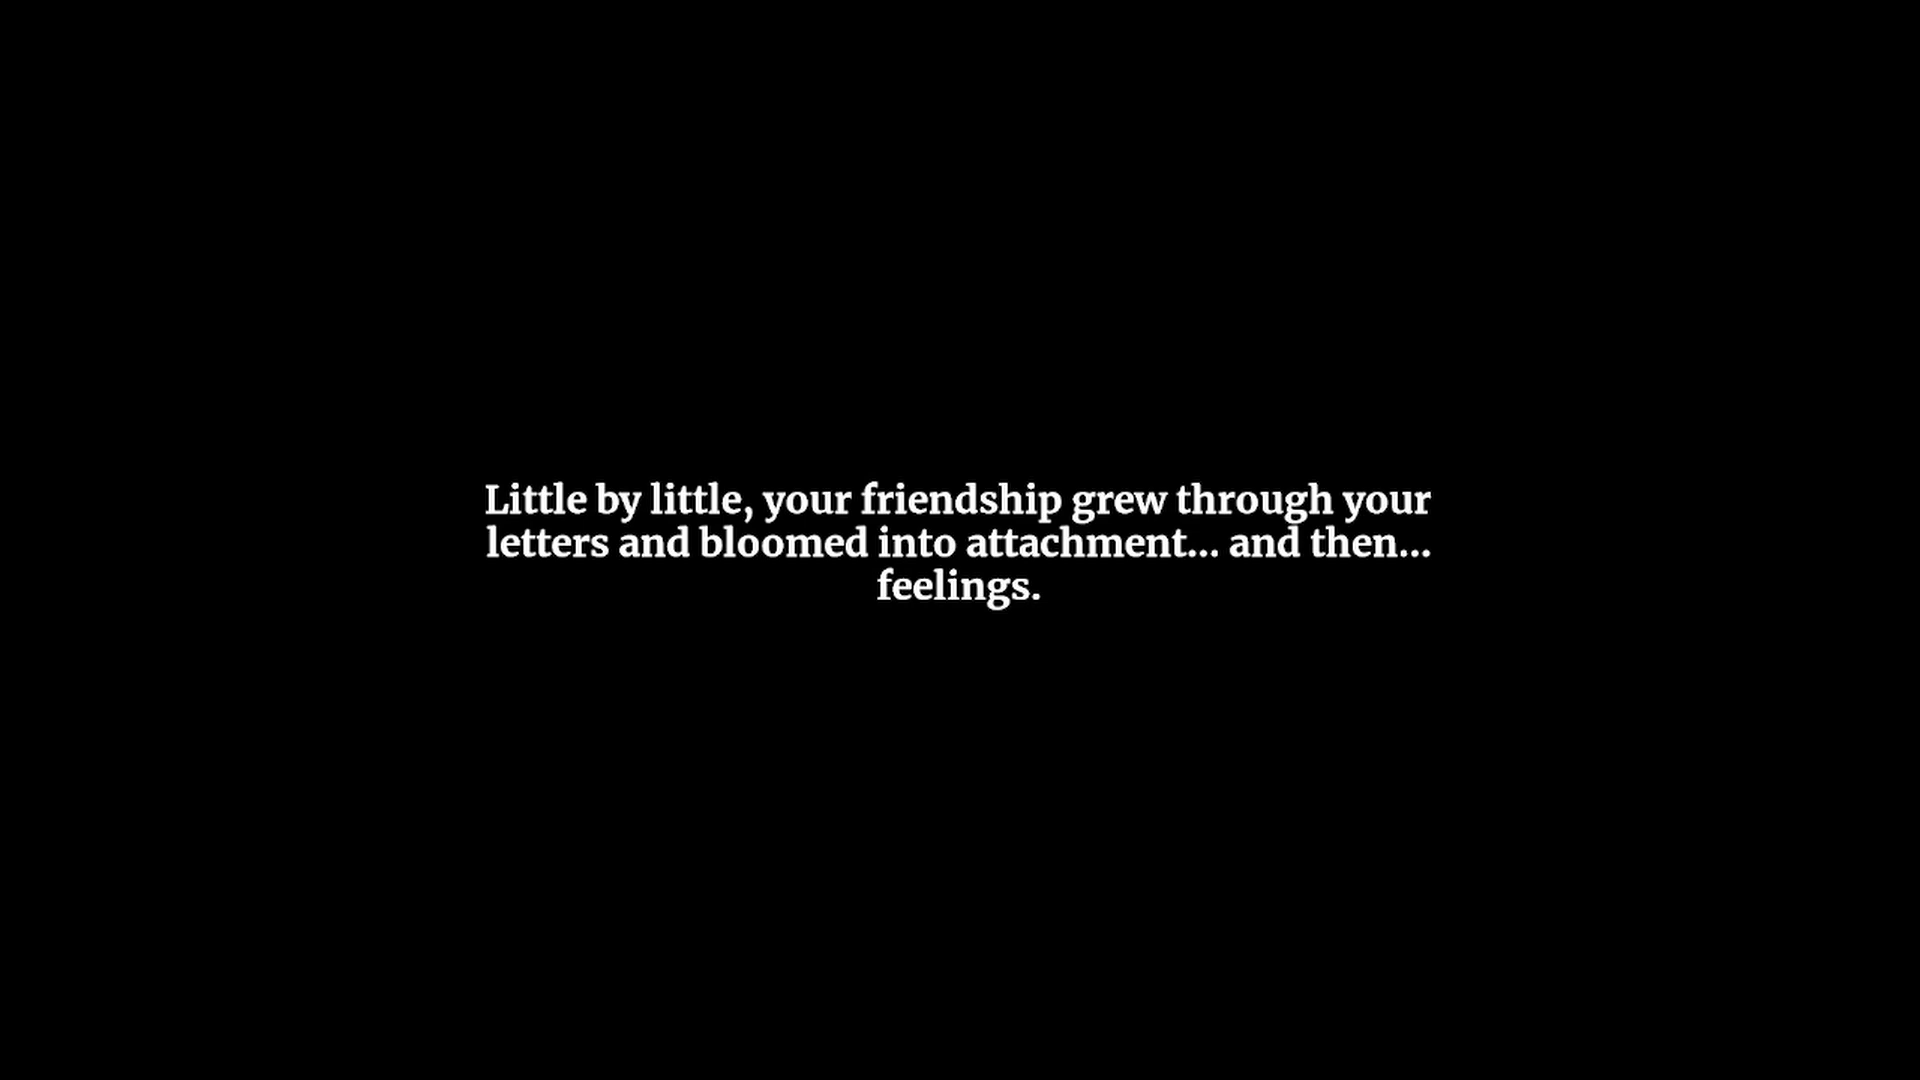 Little by little, your friendship grew through your
letters and bloomed into attachment... and then...
feelings.